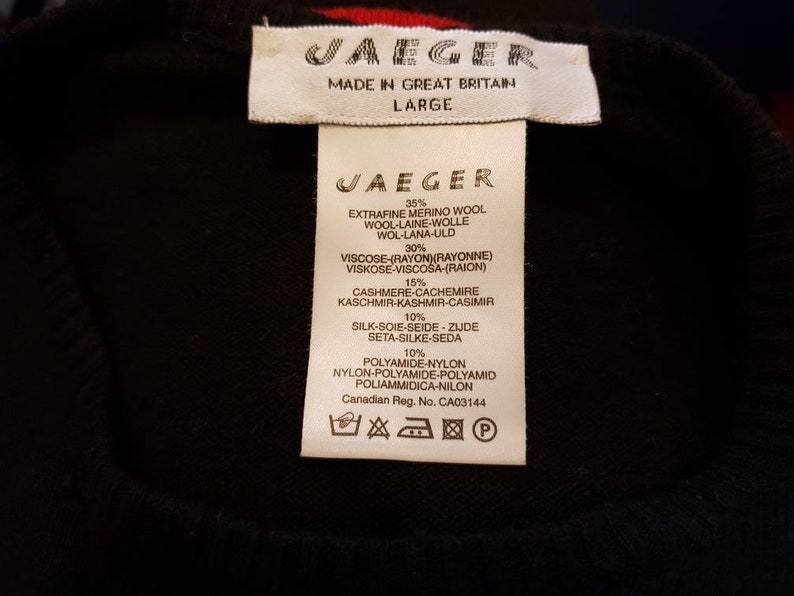 JAEGER
MADE IN GREAT BRITAIN
LARGE
JAEGER
35%
EXTRAFINE MERINO WOOL
WOOL-LAINE-WOLLE
WOL-LANA-ULD
30%
VISCOSE-(RAYON)(RAYONNE)
VISKOSE-VISCOSA-(RAION)
15%
CASHMERE-CACHEMIRE
KASCHMIR-KASHMIR-CASIMIR
10%
SILK-SOIE-SEIDE - ZIJDE
SETA-SILKE-SEDA
10%
POLYAMIDE-NYLON
NYLON-POLYAMIDE-POLYAMID
POLIAMMIDICA-NILON
Canadian Reg. No. CA03144
P